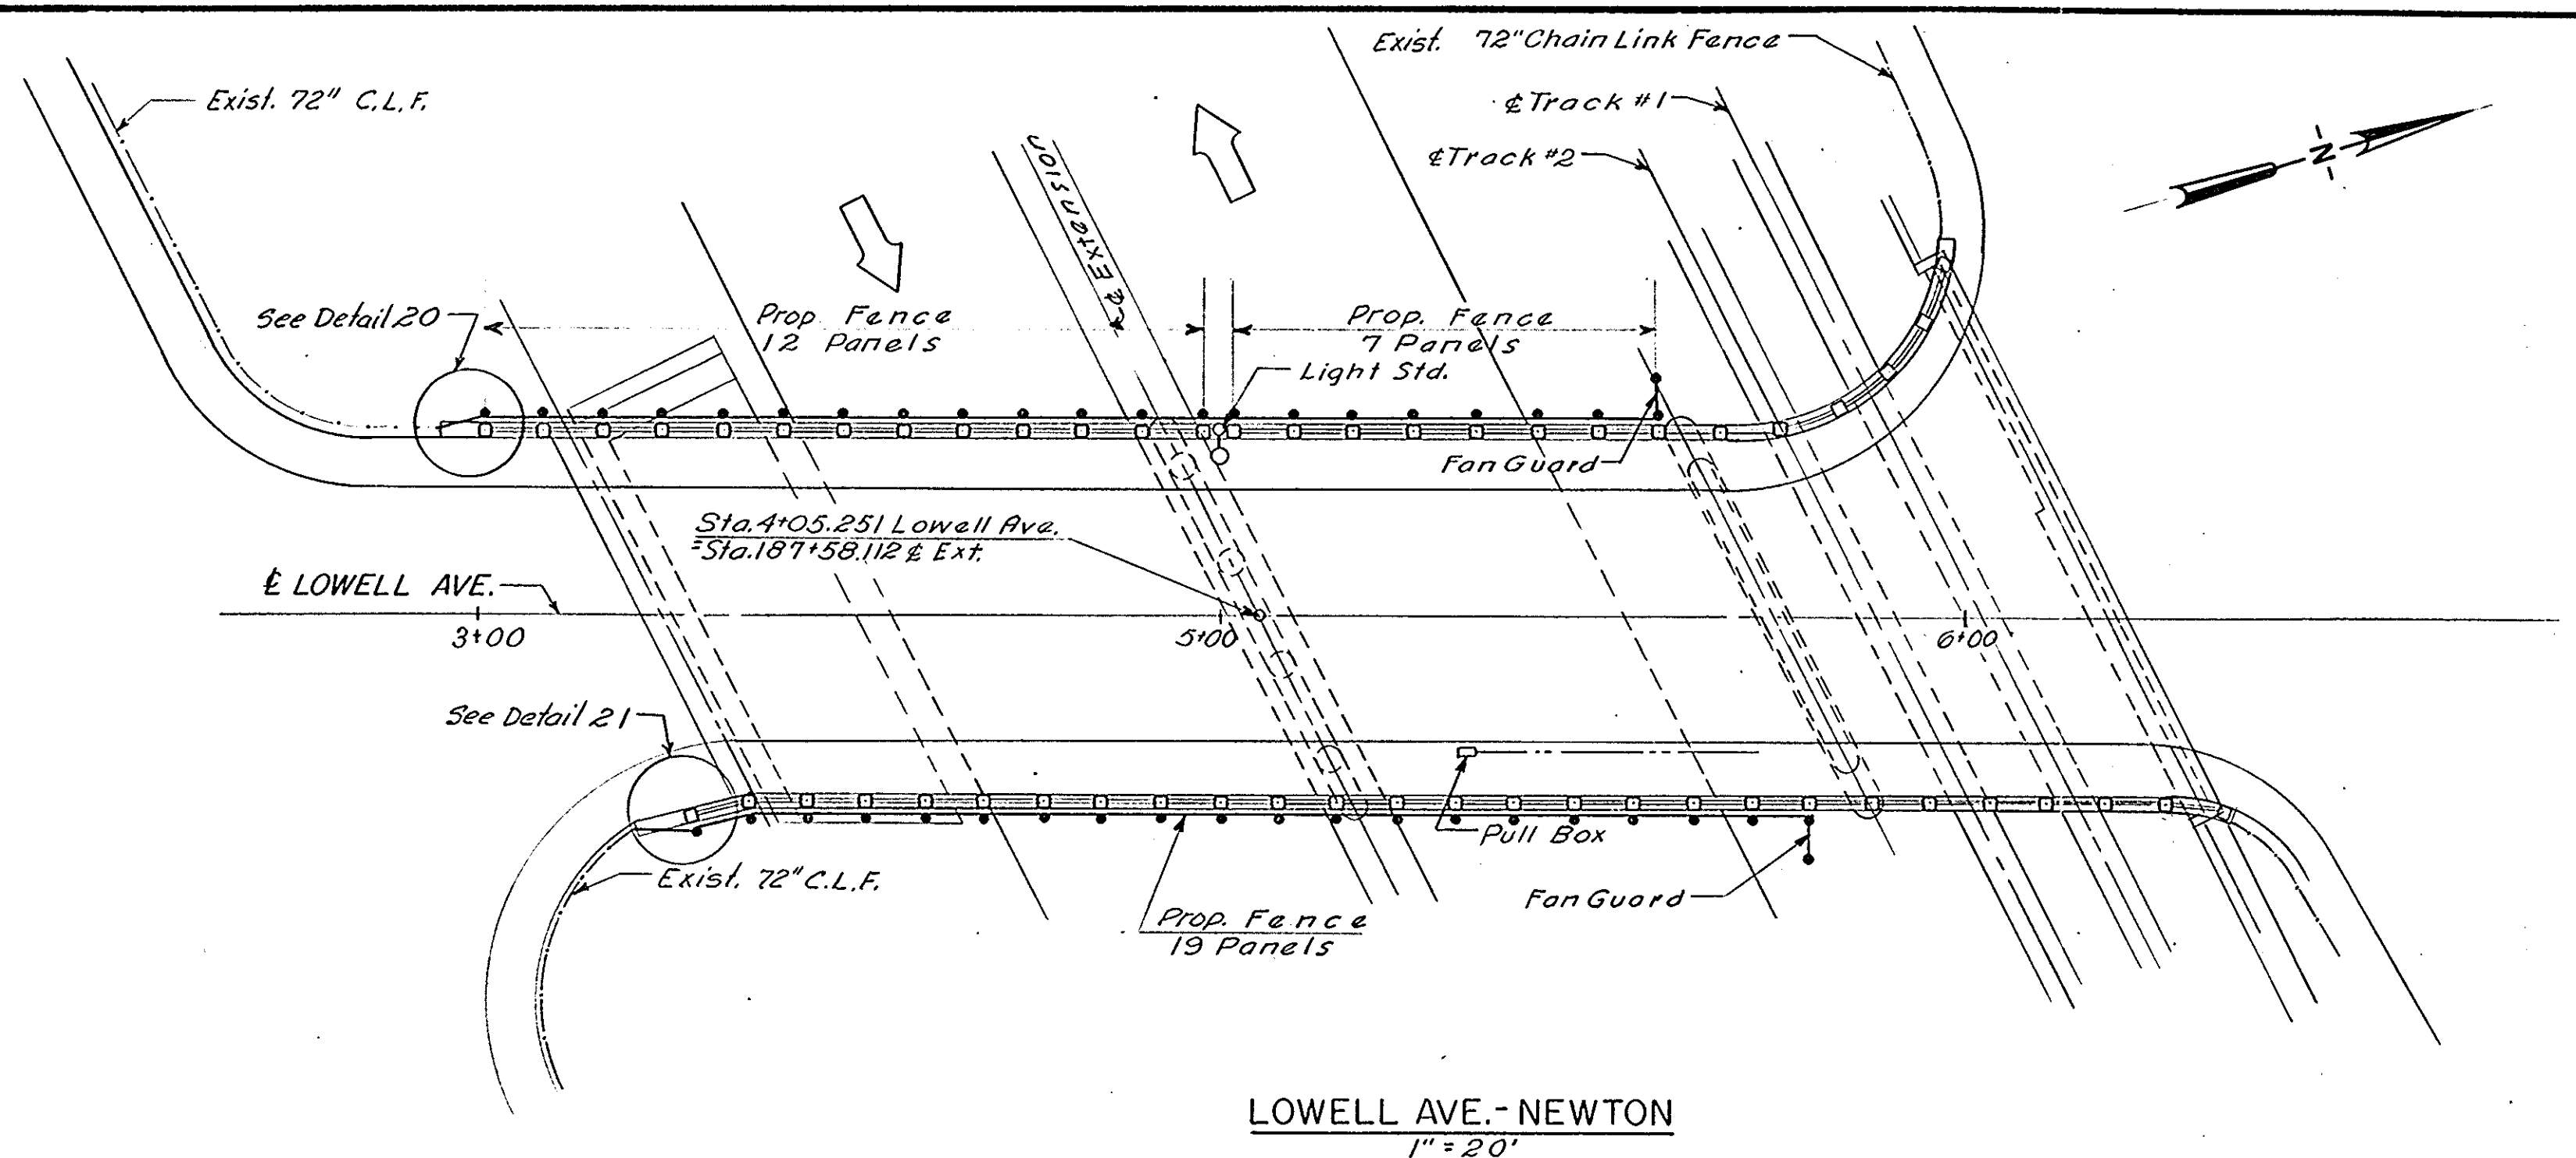 Exist. 72" Chain Link Fence
Exist. 72" C.L.F.
℄ Track #1
℄ Track #2
N
℄ Extension
See Detail 20
Prop. Fence
12 Panels
Prop. Fence
7 Panels
Light Std.
Fan Guard
Sta. 4+05.251 Lowell Ave.
=Sta. 187+58.112 ℄ Ext.
℄ LOWELL AVE.
3+00
5+00
6+00
See Detail 21
Pull Box
Exist. 72" C.L.F.
Fan Guard
Prop. Fence
19 Panels
LOWELL AVE.-NEWTON
1" = 20'